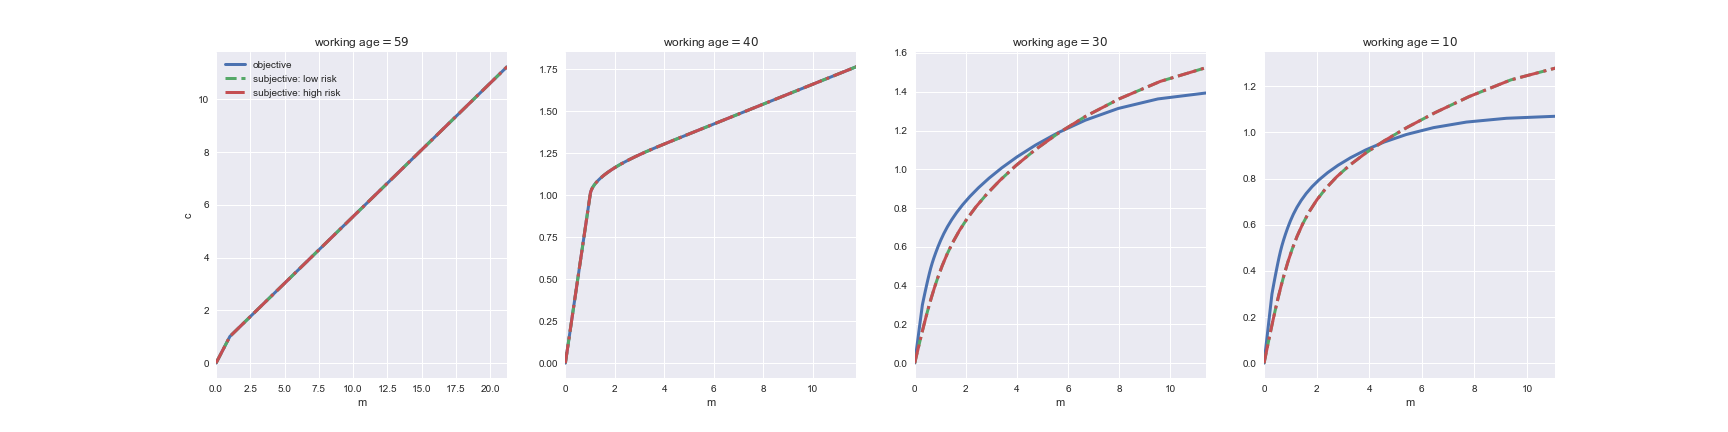 working age = 59
objective
subjective: low risk
subjective: high risk
c
10
8
6
4
2
0
0.0 2.5 5.0 7.5 10.0 12.5 15.0 17.5 20.0
m
working age = 40
1.75
1.50
1.25
1.00
0.75
0.50
0.25
0.00
0 2 4 6 8 10
m
working age = 30
1.6
1.4
1.2
1.0
0.8
0.6
0.4
0.2
0.0
0 2 4 6 8 10
m
working age = 10
1.2
1.0
0.8
0.6
0.4
0.2
0.0
0 2 4 6 8 10
m